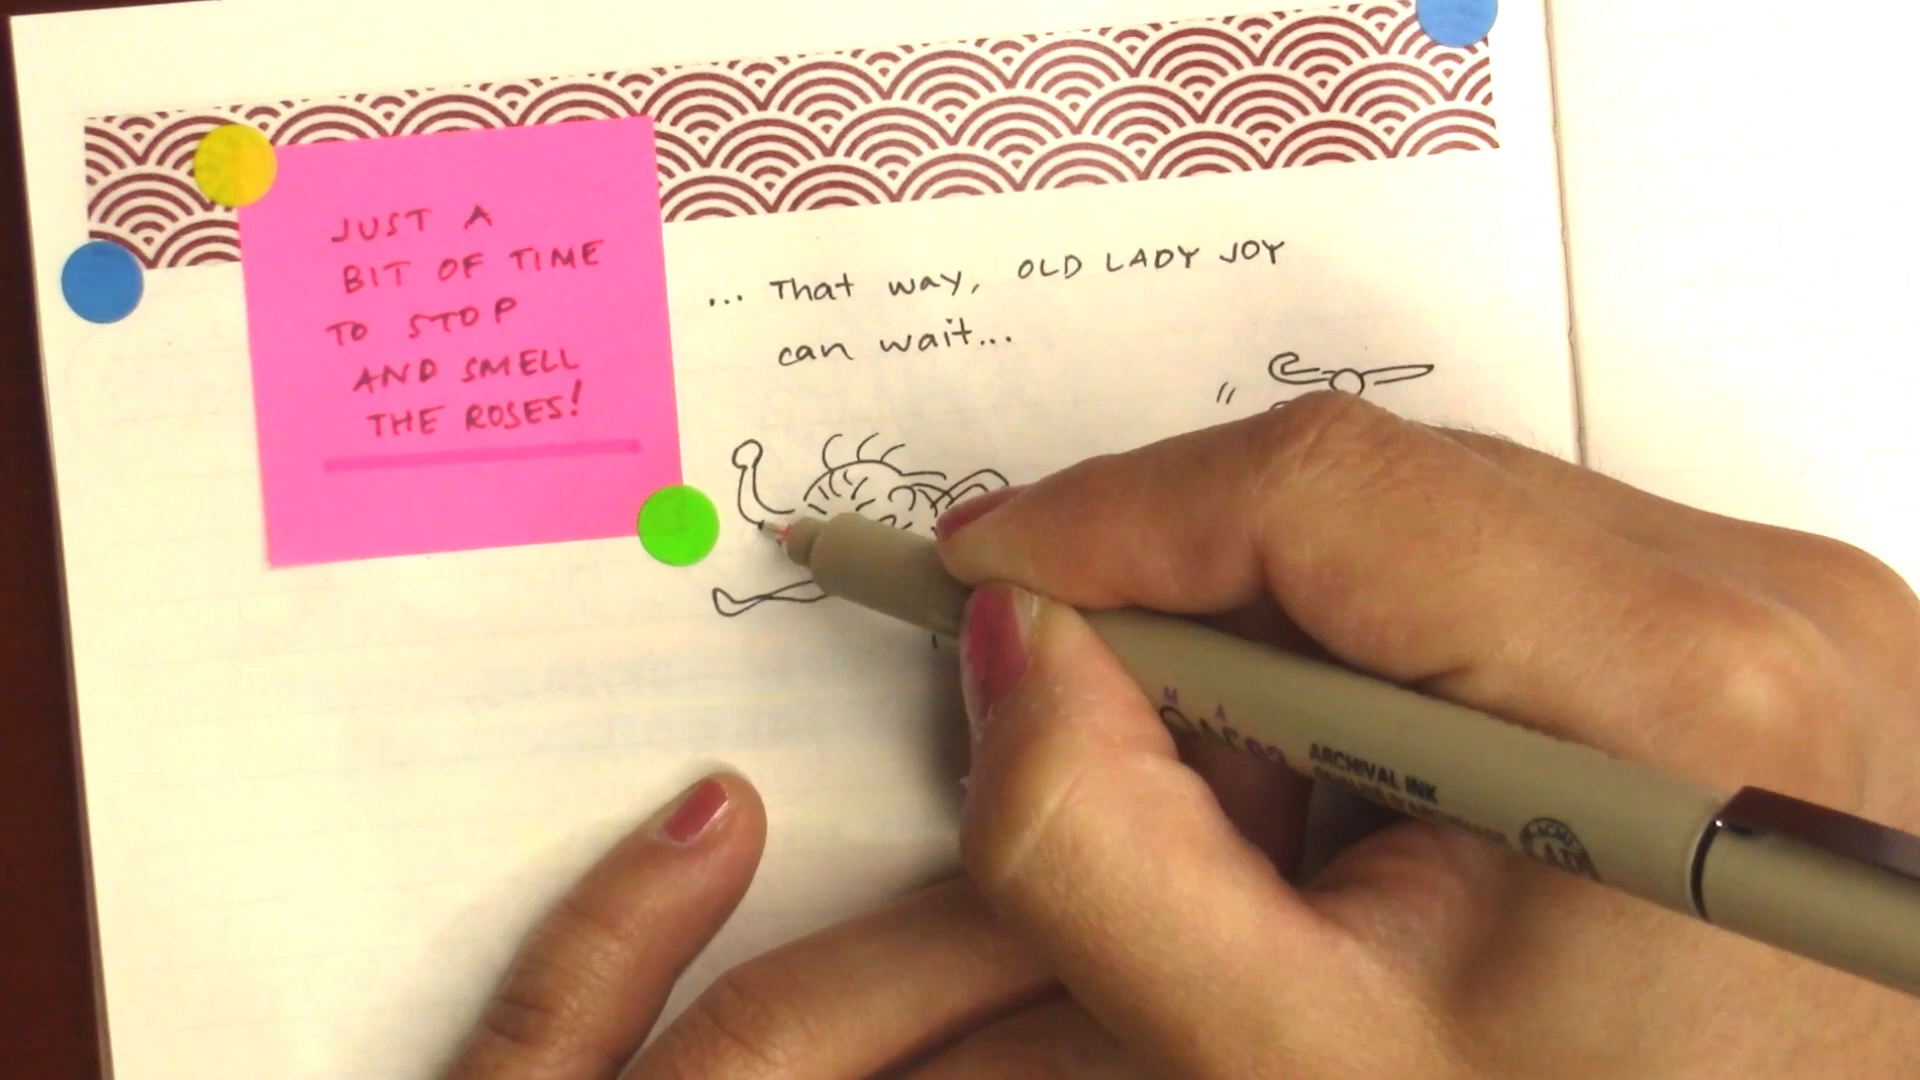 JUST A
BIT OF TIME
TO STOP
AND SMELL
THE ROSES!
... That way, OLD LADY JOY
can wait...
ARCHIVAL INK